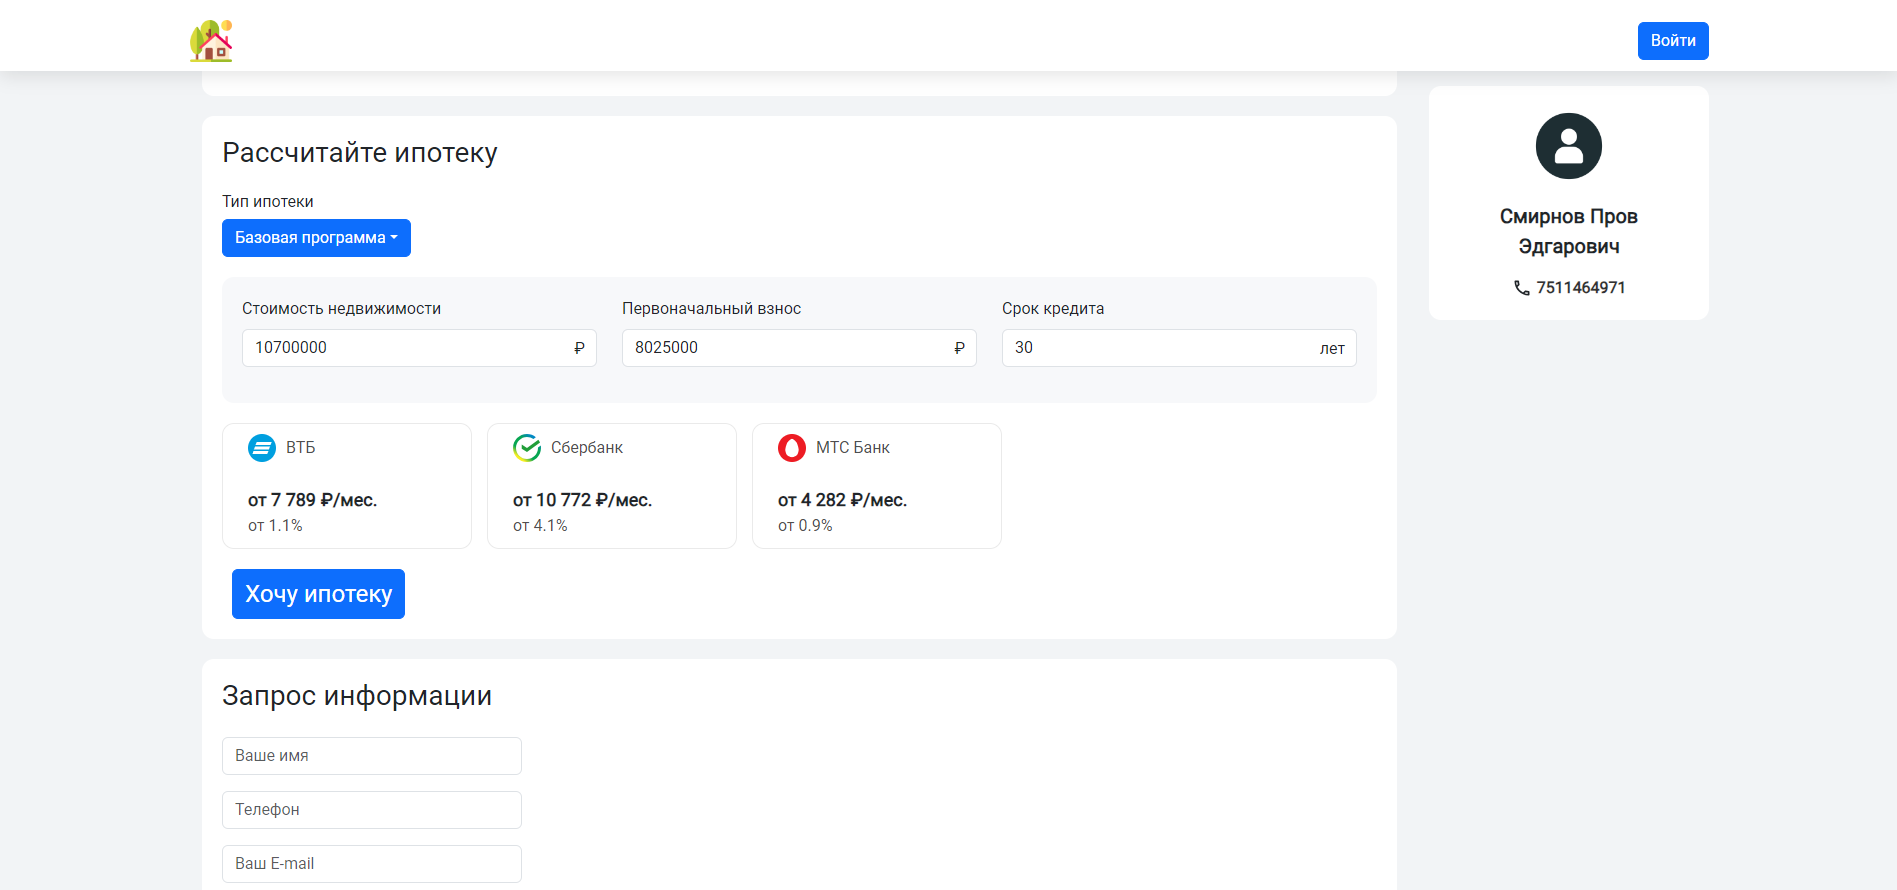 Войти
Рассчитайте ипотеку
Тип ипотеки
Базовая программа
Стоимость недвижимости
10700000 ₽
Первоначальный взнос
8025000 ₽
Срок кредита
30 лет
ВТБ
от 7 789 ₽/мес.
от 1.1%
Сбербанк
от 10 772 ₽/мес.
от 4.1%
МТС Банк
от 4 282 ₽/мес.
от 0.9%
Хочу ипотеку
Запрос информации
Ваше имя
Телефон
Ваш E-mail
Смирнов Пров
Эдгарович
7511464971